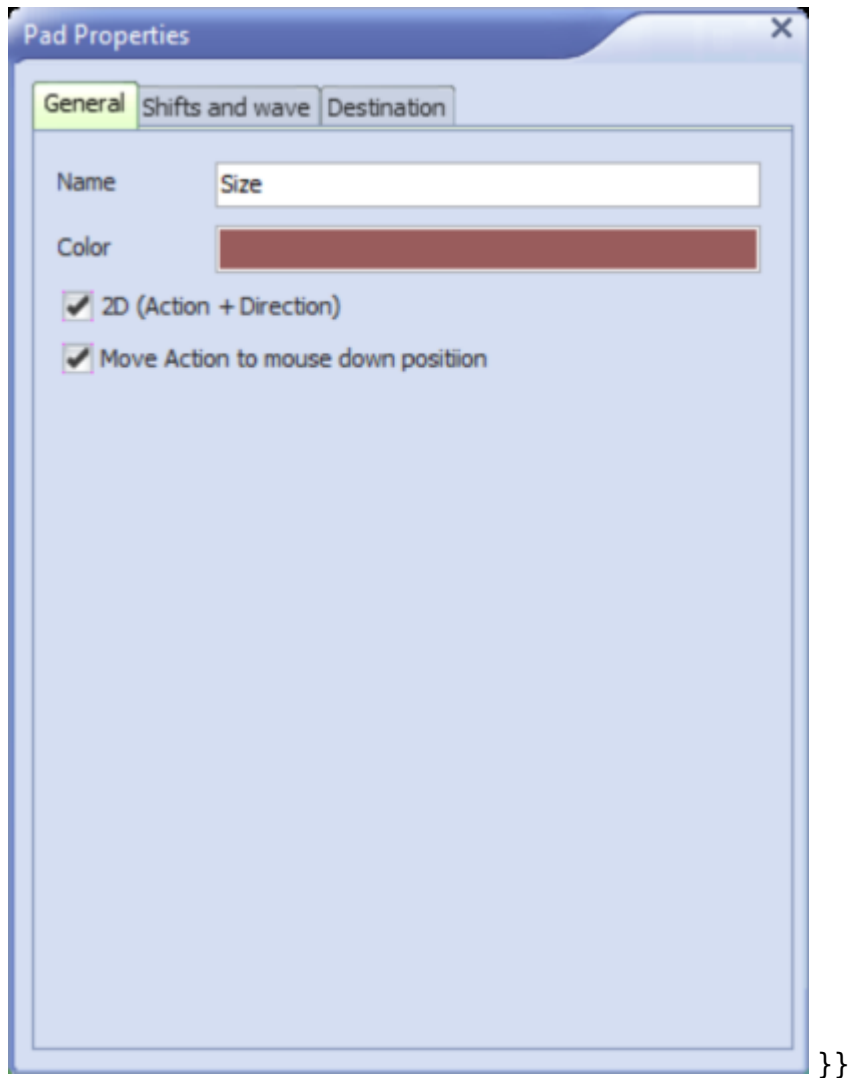 Pad Properties
General Shifts and wave Destination
Name Size
Color
2D (Action + Direction)
Move Action to mouse down positiion
}}